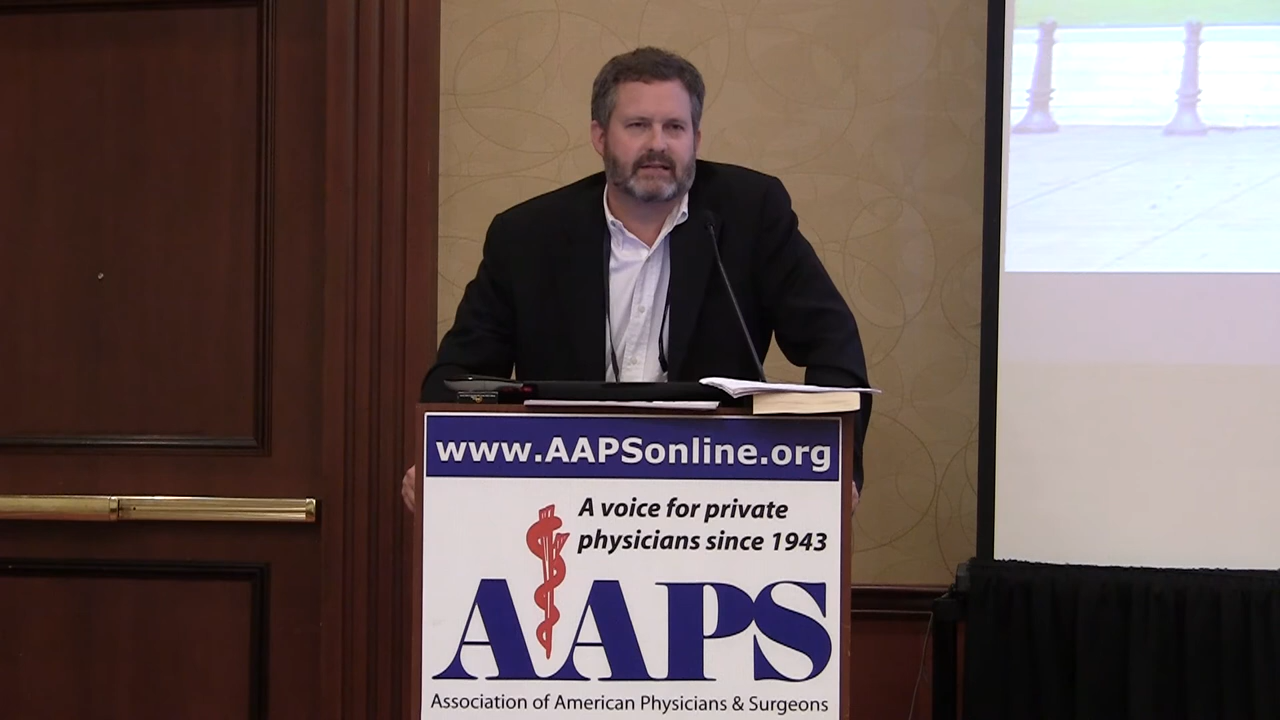 www.AAPSonline.org
A voice for private
physicians since 1943
AAPS
Association of American Physicians & Surgeons